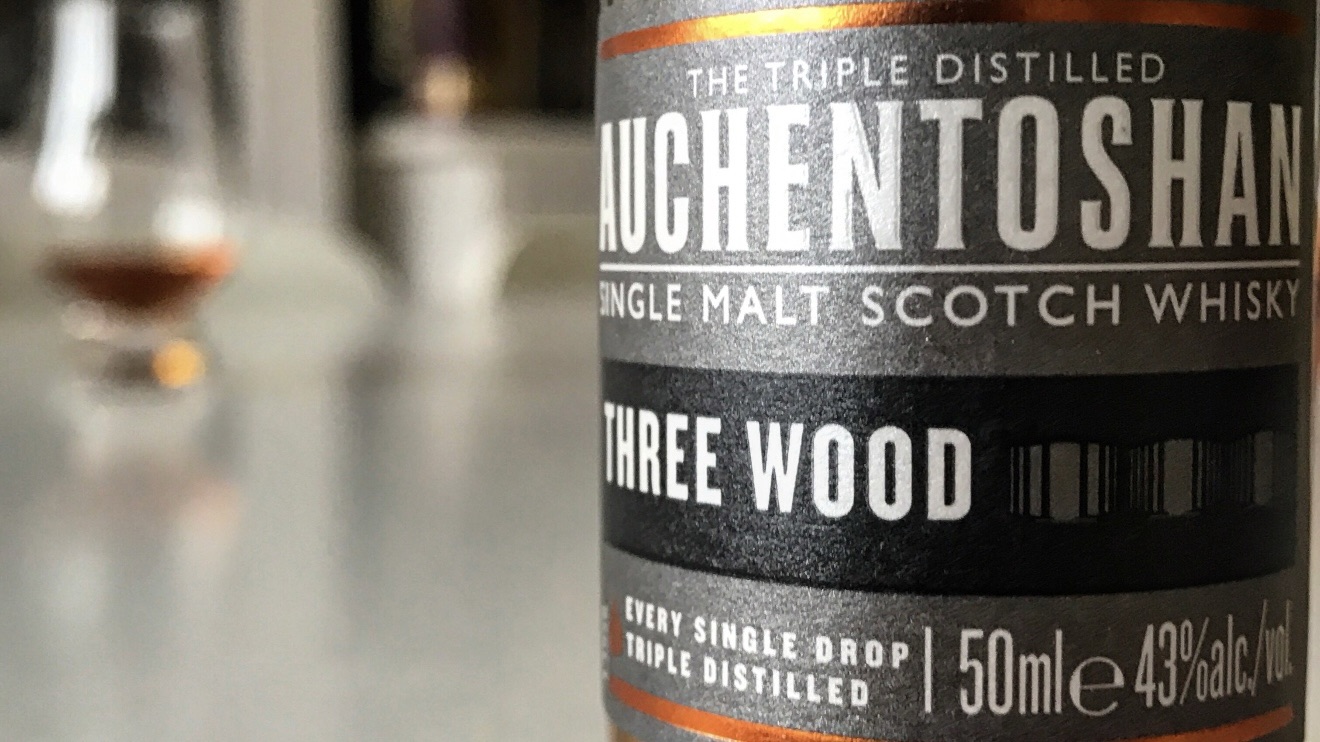 THE TRIPLE DISTILLED
AUCHENTOSHAN
SINGLE MALT SCOTCH WHISKY
THREE WOOD
EVERY SINGLE DROP
TRIPLE DISTILLED
50ml℮ 43%alc./vol.